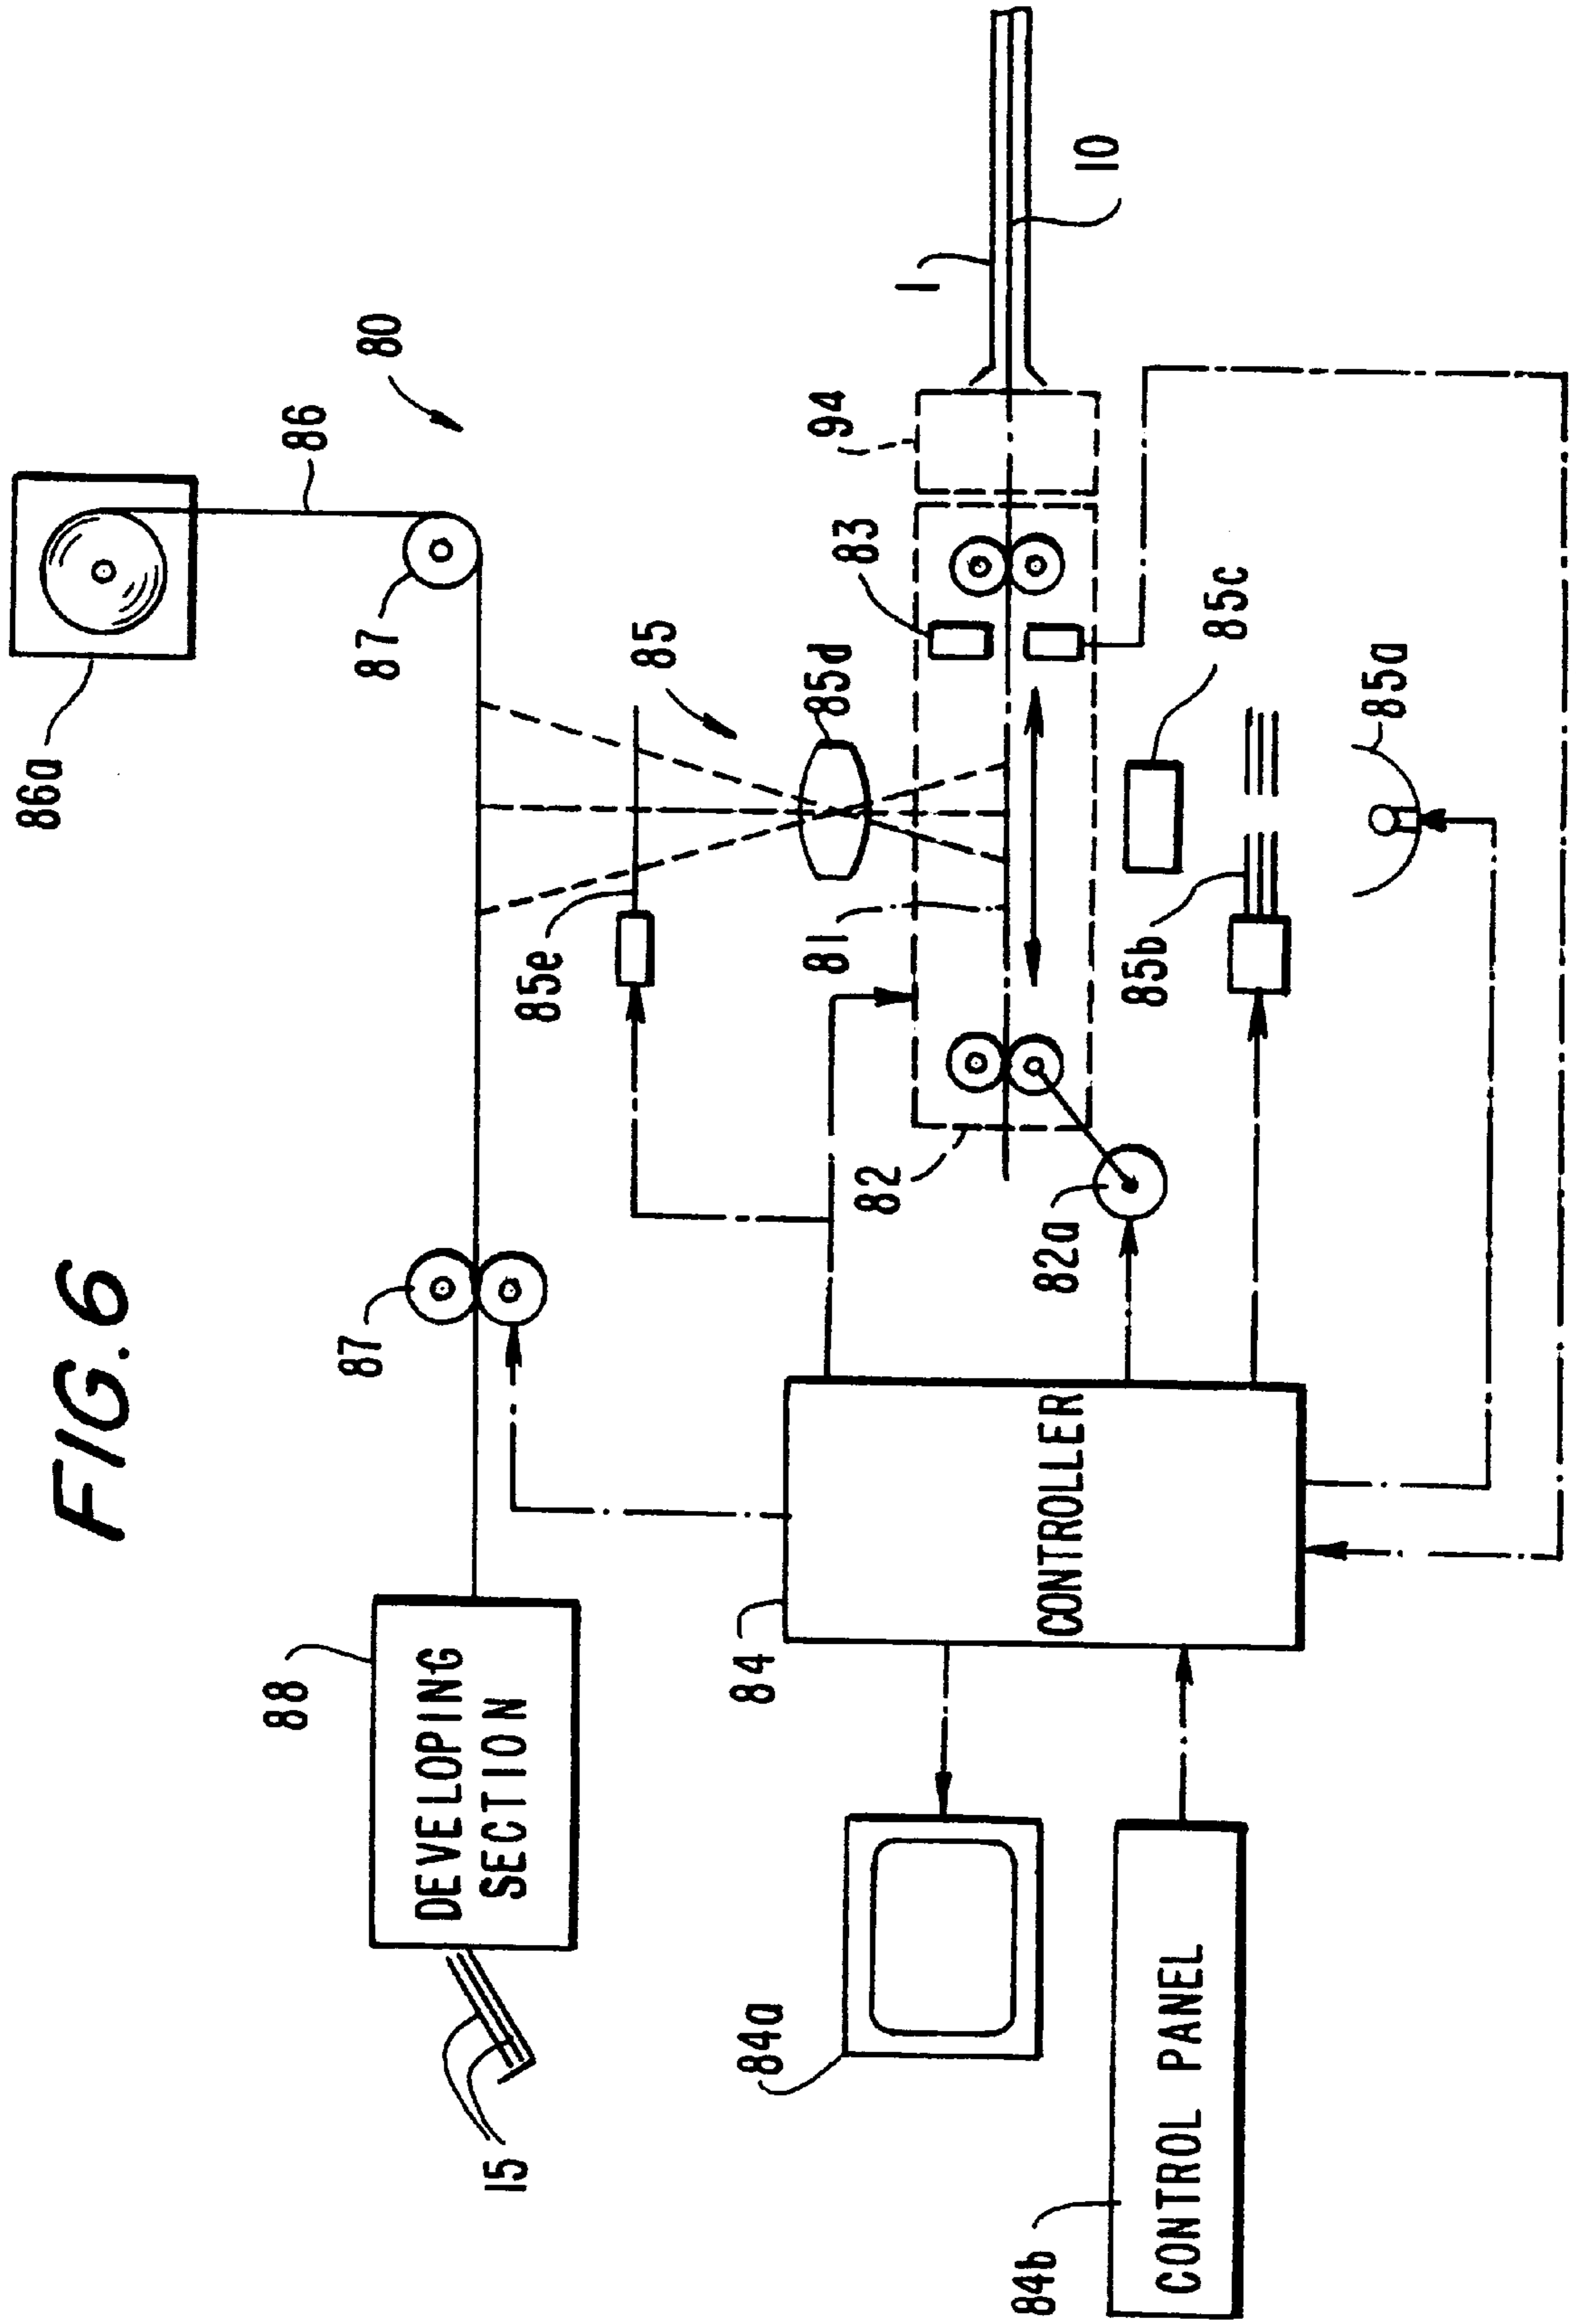 FIG. 6
86a
86
80
87
87
88
DEVELOPING
SECTION
15
85
85e
85d
83
94
1
10
81
82
82a
85c
85b
85a
84
CONTROLLER
84a
84b
CONTROL PANEL